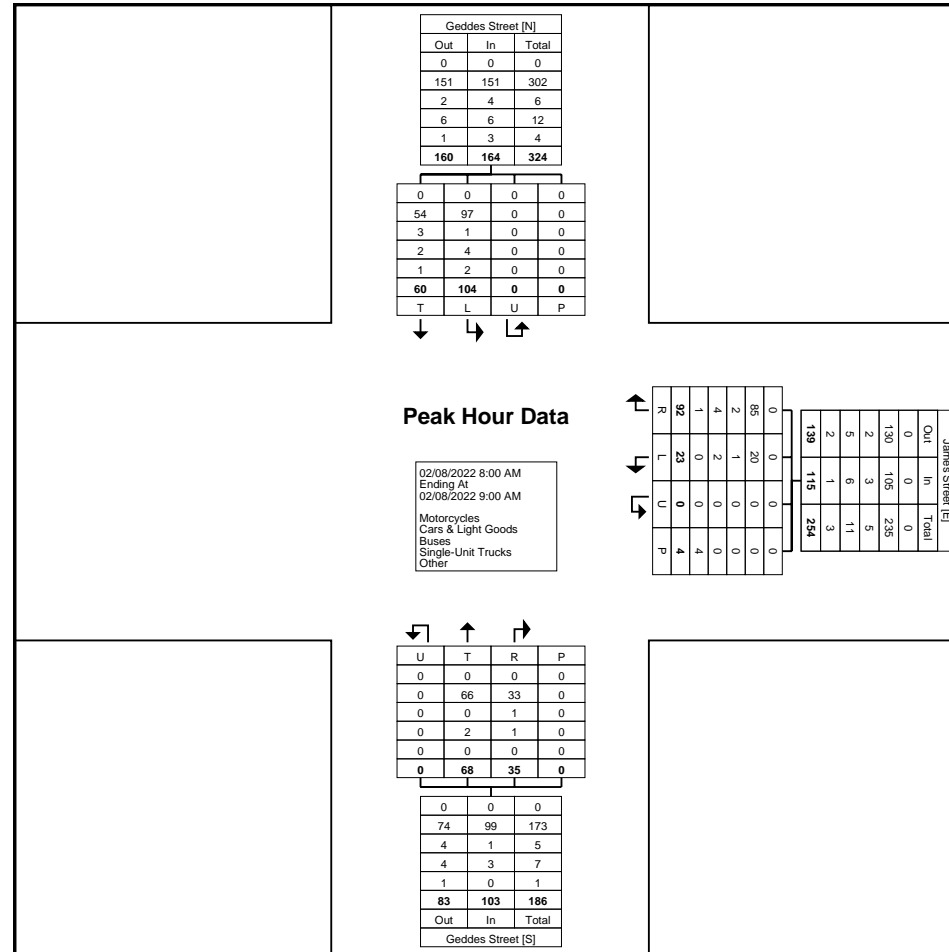 Geddes Street [N]
Out In Total
0 0 0
151 151 302
2 4 6
6 6 12
1 3 4
160 164 324
0 0 0 0
54 97 0 0
3 1 0 0
2 4 0 0
1 2 0 0
60 104 0 0
T L U P
Peak Hour Data
02/08/2022 8:00 AM
Ending At
02/08/2022 9:00 AM
Motorcycles
Cars & Light Goods
Buses
Single-Unit Trucks
Other
James Street [E]
Out In Total
0 0 0
130 105 235
2 3 5
5 6 11
2 1 3
139 115 254
0 0 0 0
85 20 0 0
2 1 0 0
4 2 0 0
1 0 0 4
92 23 0 4
R L U P
U T R P
0 0 0 0
0 66 33 0
0 0 1 0
0 2 1 0
0 0 0 0
0 68 35 0
0 0 0
74 99 173
4 1 5
4 3 7
1 0 1
83 103 186
Out In Total
Geddes Street [S]